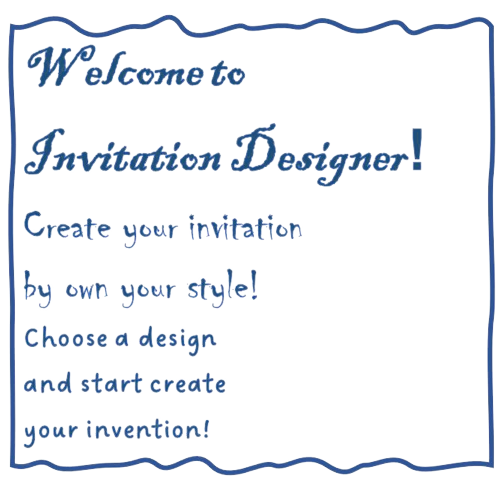 Welcome to
Invitation Designer!
Create your invitation
by own your style!
Choose a design
and start create
your invention!